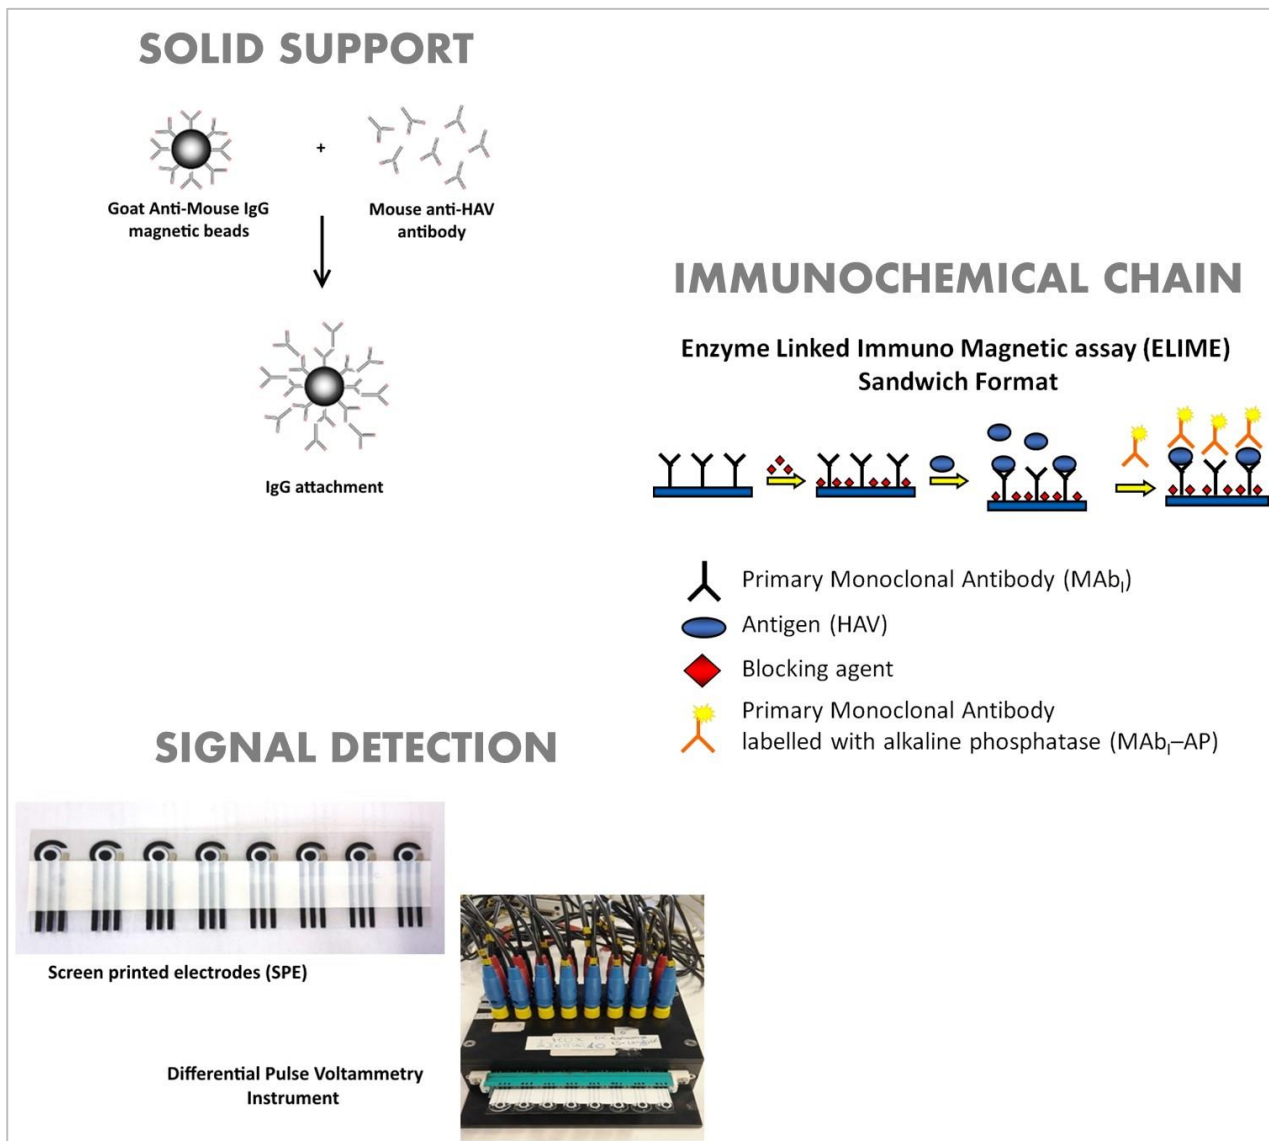 SOLID SUPPORT
+
Goat Anti-Mouse IgG
magnetic beads
Mouse anti-HAV
antibody
IgG attachment
IMMUNOCHEMICAL CHAIN
Enzyme Linked Immuno Magnetic assay (ELIME)
Sandwich Format
Primary Monoclonal Antibody (MAbI)
Antigen (HAV)
Blocking agent
Primary Monoclonal Antibody
labelled with alkaline phosphatase (MAbI–AP)
SIGNAL DETECTION
Screen printed electrodes (SPE)
Differential Pulse Voltammetry
Instrument